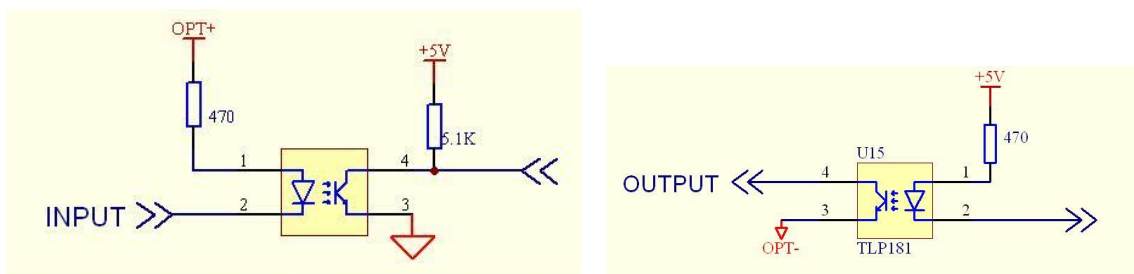 OPT+
470
+5V
5.1K
1
4
2
3
INPUT
+5V
470
U15
4
1
OUTPUT
3
2
OPT-
TLP181